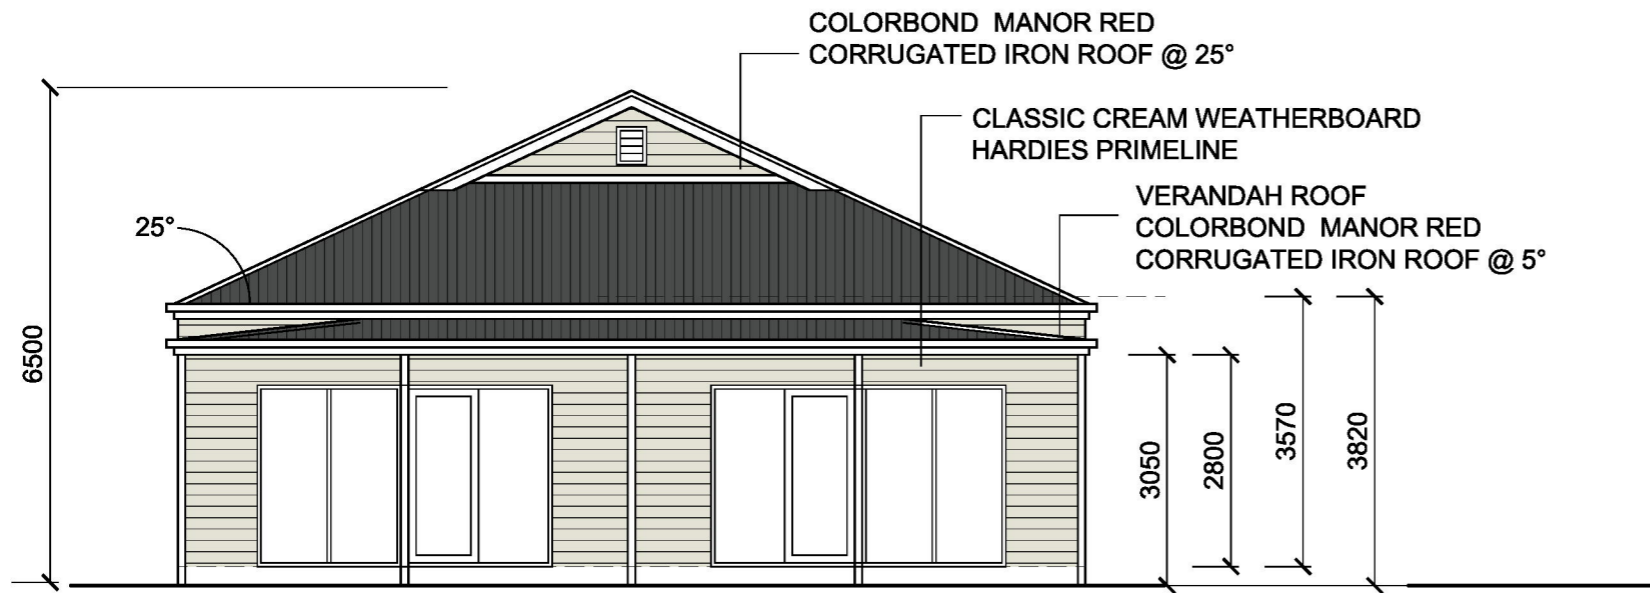 COLORBOND MANOR RED
CORRUGATED IRON ROOF @ 25°
CLASSIC CREAM WEATHERBOARD
HARDIES PRIMELINE
VERANDAH ROOF
COLORBOND MANOR RED
CORRUGATED IRON ROOF @ 5°
25°
6500
3050
2800
3570
3820